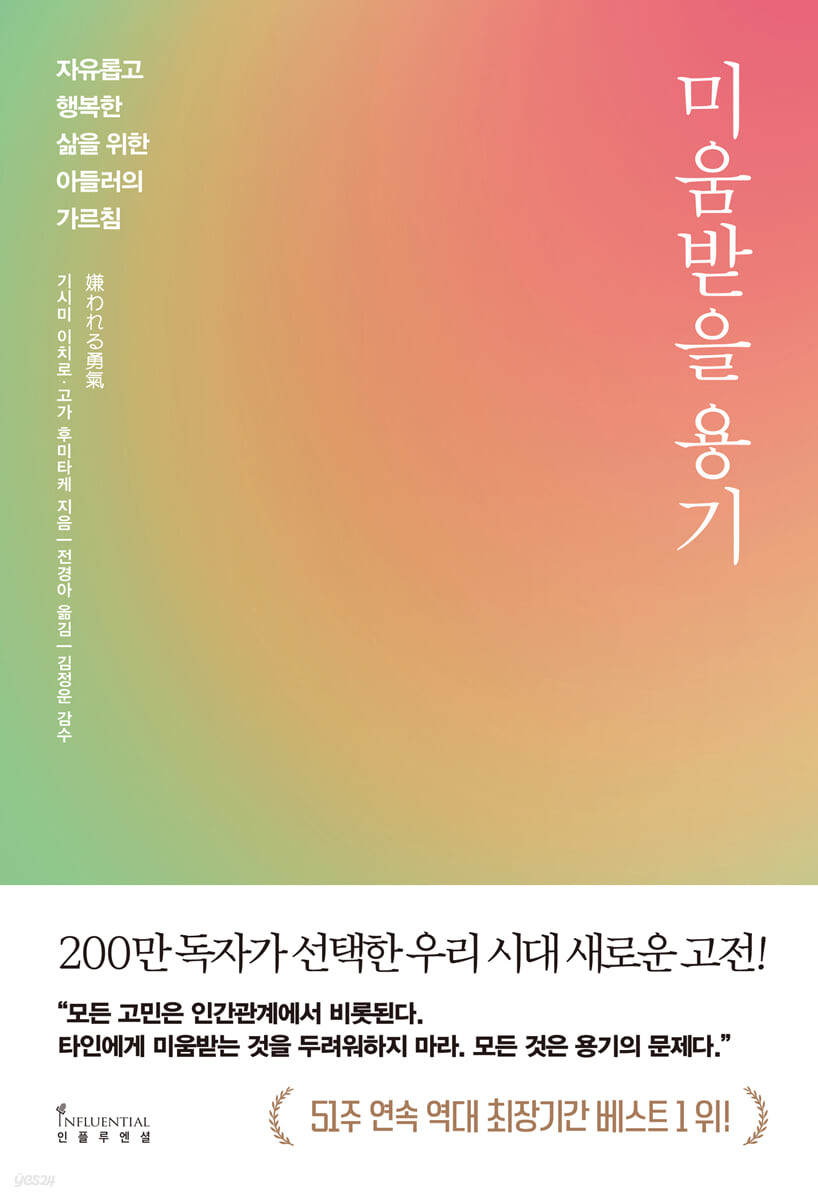 자유롭고
행복한
삶을 위한
아들러의
가르침
미움받을 용기
嫌われる勇氣
기시미 이치로·고가 후미타케 지음|전경아 옮김|김정운 감수
200만 독자가 선택한 우리 시대 새로운 고전!
“모든 고민은 인간관계에서 비롯된다.
타인에게 미움받는 것을 두려워하지 마라. 모든 것은 용기의 문제다.”
INFLUENTIAL
인플루엔셜
51주 연속 역대 최장기간 베스트 1위!
yes24